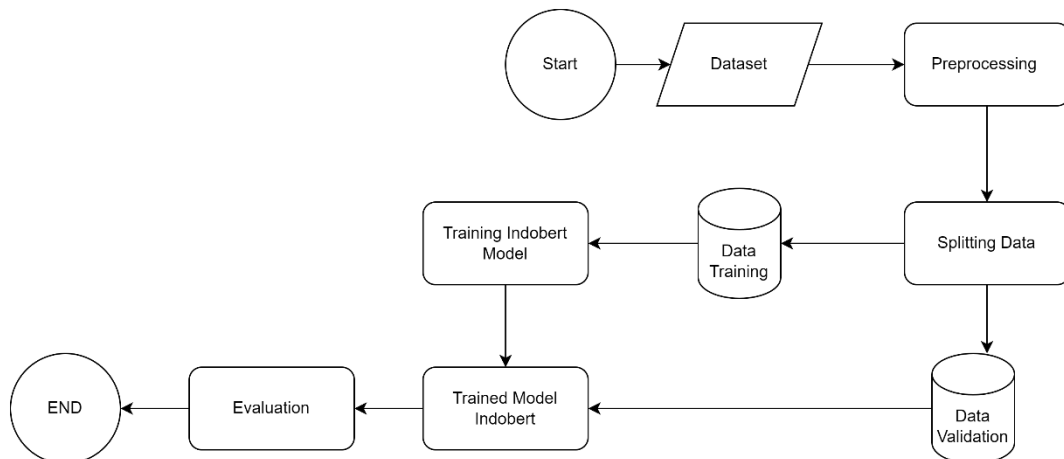 Start
Dataset
Preprocessing
Training Indobert
Model
Data
Training
Splitting Data
END
Evaluation
Trained Model
Indobert
Data
Validation